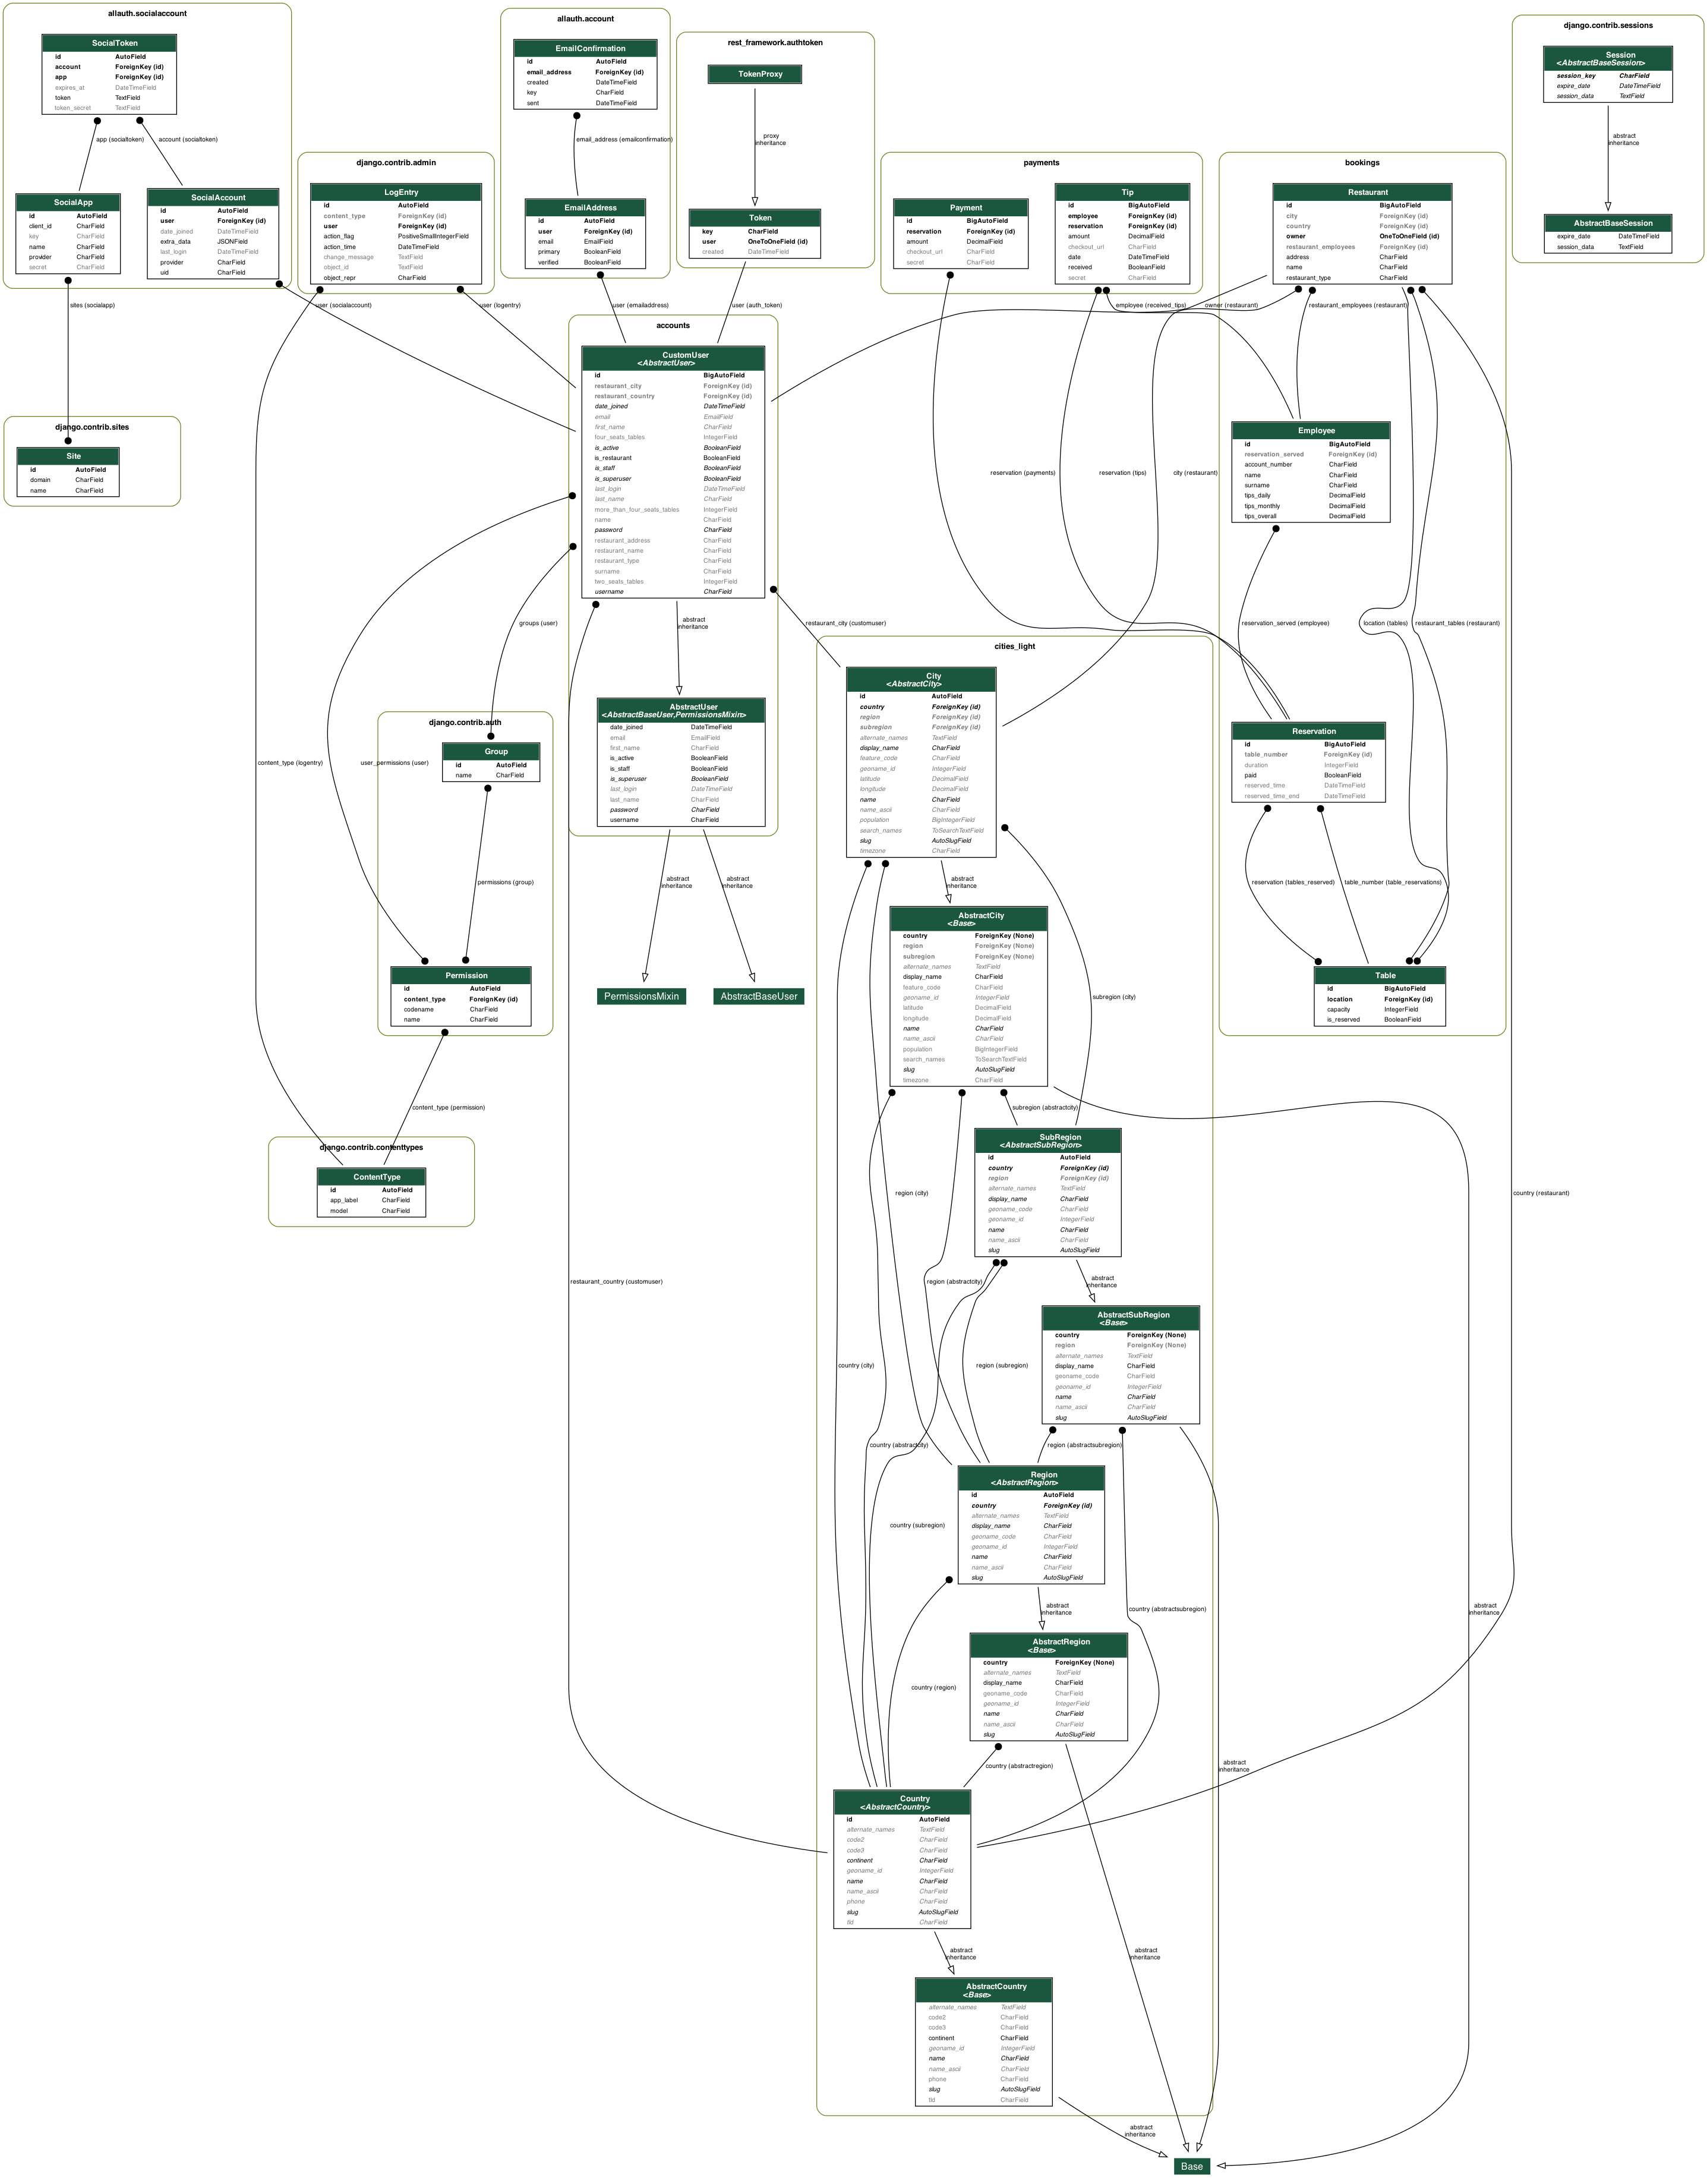 allauth.socialaccount
SocialToken
id AutoField
account ForeignKey (id)
app ForeignKey (id)
expires_at DateTimeField
token TextField
token_secret TextField
app (socialtoken)
account (socialtoken)
SocialApp
id AutoField
client_id CharField
key CharField
name CharField
provider CharField
secret CharField
SocialAccount
id AutoField
user ForeignKey (id)
date_joined DateTimeField
extra_data JSONField
last_login DateTimeField
provider CharField
uid CharField
sites (socialapp)
user (socialaccount)
django.contrib.sites
Site
id AutoField
domain CharField
name CharField
django.contrib.admin
LogEntry
id AutoField
content_type ForeignKey (id)
user ForeignKey (id)
action_flag PositiveSmallIntegerField
action_time DateTimeField
change_message TextField
object_id TextField
object_repr CharField
user (logentry)
content_type (logentry)
allauth.account
EmailConfirmation
id AutoField
email_address ForeignKey (id)
created DateTimeField
key CharField
sent DateTimeField
email_address (emailconfirmation)
EmailAddress
id AutoField
user ForeignKey (id)
email EmailField
primary BooleanField
verified BooleanField
user (emailaddress)
rest_framework.authtoken
TokenProxy
proxy
inheritance
Token
key CharField
user OneToOneField (id)
created DateTimeField
user (auth_token)
payments
Payment
id BigAutoField
reservation ForeignKey (id)
amount DecimalField
checkout_url CharField
secret CharField
Tip
id BigAutoField
employee ForeignKey (id)
reservation ForeignKey (id)
amount DecimalField
checkout_url CharField
date DateTimeField
received BooleanField
secret CharField
employee (received_tips)
owner (restaurant)
reservation (payments)
reservation (tips)
city (restaurant)
bookings
Restaurant
id BigAutoField
city ForeignKey (id)
country ForeignKey (id)
owner OneToOneField (id)
restaurant_employees ForeignKey (id)
address CharField
name CharField
restaurant_type CharField
restaurant_employees (restaurant)
Employee
id BigAutoField
reservation_served ForeignKey (id)
account_number CharField
name CharField
surname CharField
tips_daily DecimalField
tips_monthly DecimalField
tips_overall DecimalField
reservation_served (employee)
location (tables)
restaurant_tables (restaurant)
Reservation
id BigAutoField
table_number ForeignKey (id)
duration IntegerField
paid BooleanField
reserved_time DateTimeField
reserved_time_end DateTimeField
reservation (tables_reserved)
table_number (table_reservations)
Table
id BigAutoField
location ForeignKey (id)
capacity IntegerField
is_reserved BooleanField
country (restaurant)
django.contrib.sessions
Session
<AbstractBaseSession>
session_key CharField
expire_date DateTimeField
session_data TextField
abstract
inheritance
AbstractBaseSession
expire_date DateTimeField
session_data TextField
accounts
CustomUser
<AbstractUser>
id BigAutoField
restaurant_city ForeignKey (id)
restaurant_country ForeignKey (id)
date_joined DateTimeField
email EmailField
first_name CharField
four_seats_tables IntegerField
is_active BooleanField
is_restaurant BooleanField
is_staff BooleanField
is_superuser BooleanField
last_login DateTimeField
last_name CharField
more_than_four_seats_tables IntegerField
name CharField
password CharField
restaurant_address CharField
restaurant_name CharField
restaurant_type CharField
surname CharField
two_seats_tables IntegerField
username CharField
groups (user)
abstract
inheritance
restaurant_city (customuser)
AbstractUser
<AbstractBaseUser,PermissionsMixin>
date_joined DateTimeField
email EmailField
first_name CharField
is_active BooleanField
is_staff BooleanField
is_superuser BooleanField
last_login DateTimeField
last_name CharField
password CharField
username CharField
abstract
inheritance
abstract
inheritance
PermissionsMixin
AbstractBaseUser
user_permissions (user)
django.contrib.auth
Group
id AutoField
name CharField
permissions (group)
Permission
id AutoField
content_type ForeignKey (id)
codename CharField
name CharField
content_type (permission)
django.contrib.contenttypes
ContentType
id AutoField
app_label CharField
model CharField
restaurant_country (customuser)
cities_light
City
<AbstractCity>
id AutoField
country ForeignKey (id)
region ForeignKey (id)
subregion ForeignKey (id)
alternate_names TextField
display_name CharField
feature_code CharField
geoname_id IntegerField
latitude DecimalField
longitude DecimalField
name CharField
name_ascii CharField
population BigIntegerField
search_names ToSearchTextField
slug AutoSlugField
timezone CharField
abstract
inheritance
AbstractCity
<Base>
country ForeignKey (None)
region ForeignKey (None)
subregion ForeignKey (None)
alternate_names TextField
display_name CharField
feature_code CharField
geoname_id IntegerField
latitude DecimalField
longitude DecimalField
name CharField
name_ascii CharField
population BigIntegerField
search_names ToSearchTextField
slug AutoSlugField
timezone CharField
subregion (city)
subregion (abstractcity)
SubRegion
<AbstractSubRegion>
id AutoField
country ForeignKey (id)
region ForeignKey (id)
alternate_names TextField
display_name CharField
geoname_code CharField
geoname_id IntegerField
name CharField
name_ascii CharField
slug AutoSlugField
region (city)
region (abstractcity)
abstract
inheritance
AbstractSubRegion
<Base>
country ForeignKey (None)
region ForeignKey (None)
alternate_names TextField
display_name CharField
geoname_code CharField
geoname_id IntegerField
name CharField
name_ascii CharField
slug AutoSlugField
country (city)
region (subregion)
country (abstractcity)
region (abstractsubregion)
Region
<AbstractRegion>
id AutoField
country ForeignKey (id)
alternate_names TextField
display_name CharField
geoname_code CharField
geoname_id IntegerField
name CharField
name_ascii CharField
slug AutoSlugField
country (subregion)
abstract
inheritance
country (abstractsubregion)
abstract
inheritance
AbstractRegion
<Base>
country ForeignKey (None)
alternate_names TextField
display_name CharField
geoname_code CharField
geoname_id IntegerField
name CharField
name_ascii CharField
slug AutoSlugField
country (region)
country (abstractregion)
abstract
inheritance
Country
<AbstractCountry>
id AutoField
alternate_names TextField
code2 CharField
code3 CharField
continent CharField
geoname_id IntegerField
name CharField
name_ascii CharField
phone CharField
slug AutoSlugField
tld CharField
abstract
inheritance
abstract
inheritance
AbstractCountry
<Base>
alternate_names TextField
code2 CharField
code3 CharField
continent CharField
geoname_id IntegerField
name CharField
name_ascii CharField
phone CharField
slug AutoSlugField
tld CharField
abstract
inheritance
Base